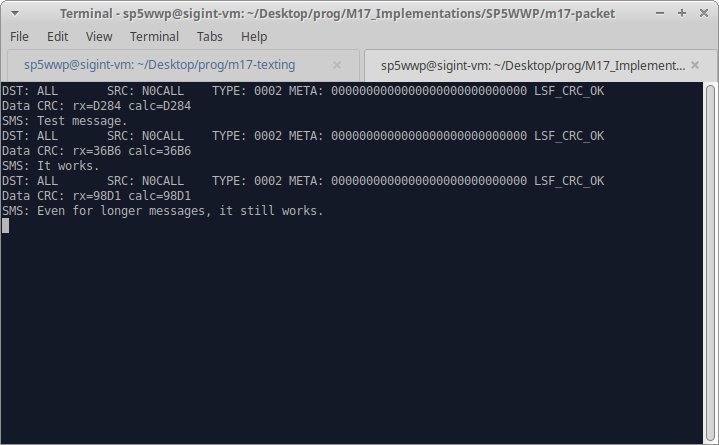 Terminal - sp5wwp@sigint-vm: ~/Desktop/prog/M17_Implementations/SP5WWP/m17-packet
File Edit View Terminal Tabs Help
sp5wwp@sigint-vm: ~/Desktop/prog/m17-texting
sp5wwp@sigint-vm: ~/Desktop/prog/M17_Implement...
DST: ALL SRC: N0CALL TYPE: 0002 META: 0000000000000000000000000000 LSF_CRC_OK
Data CRC: rx=D284 calc=D284
SMS: Test message.
DST: ALL SRC: N0CALL TYPE: 0002 META: 0000000000000000000000000000 LSF_CRC_OK
Data CRC: rx=36B6 calc=36B6
SMS: It works.
DST: ALL SRC: N0CALL TYPE: 0002 META: 0000000000000000000000000000 LSF_CRC_OK
Data CRC: rx=98D1 calc=98D1
SMS: Even for longer messages, it still works.